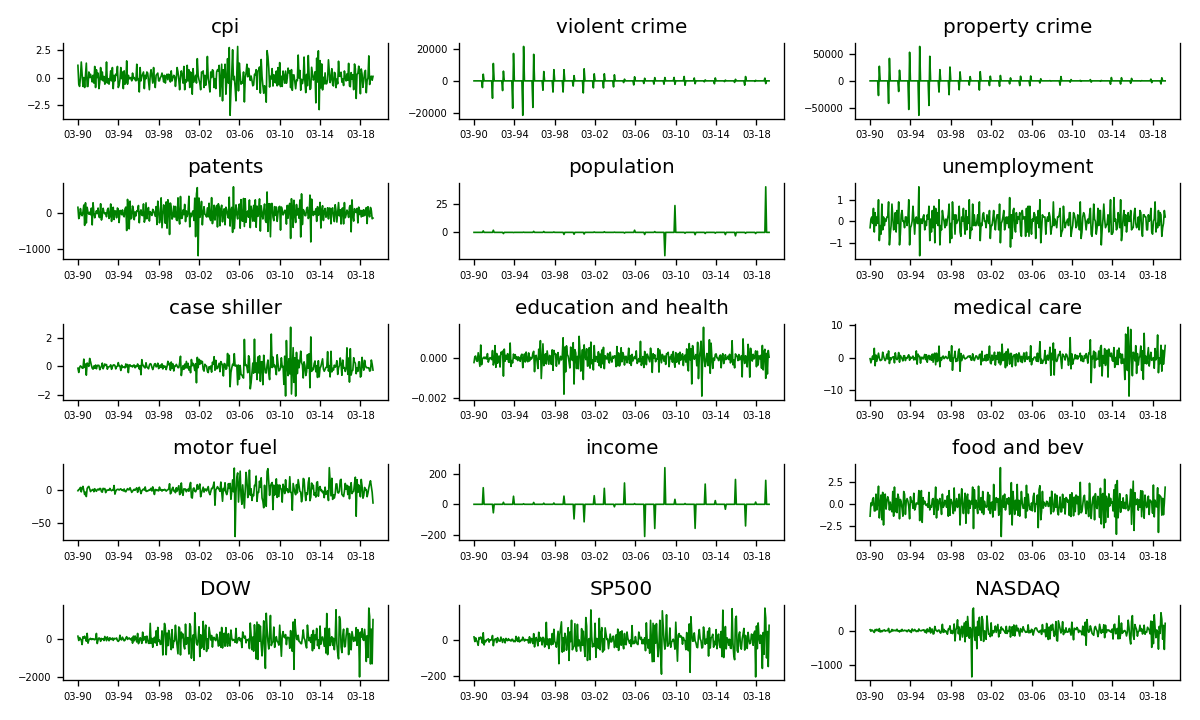 cpi
2.5
0.0
−2.5
03-90 03-94 03-98 03-02 03-06 03-10 03-14 03-18
violent crime
20000
0
−20000
03-90 03-94 03-98 03-02 03-06 03-10 03-14 03-18
property crime
50000
0
−50000
03-90 03-94 03-98 03-02 03-06 03-10 03-14 03-18
patents
0
−1000
03-90 03-94 03-98 03-02 03-06 03-10 03-14 03-18
population
25
0
03-90 03-94 03-98 03-02 03-06 03-10 03-14 03-18
unemployment
1
0
−1
03-90 03-94 03-98 03-02 03-06 03-10 03-14 03-18
case shiller
2
0
−2
03-90 03-94 03-98 03-02 03-06 03-10 03-14 03-18
education and health
0.000
−0.002
03-90 03-94 03-98 03-02 03-06 03-10 03-14 03-18
medical care
10
0
−10
03-90 03-94 03-98 03-02 03-06 03-10 03-14 03-18
motor fuel
0
−50
03-90 03-94 03-98 03-02 03-06 03-10 03-14 03-18
income
200
0
−200
03-90 03-94 03-98 03-02 03-06 03-10 03-14 03-18
food and bev
2.5
0.0
−2.5
03-90 03-94 03-98 03-02 03-06 03-10 03-14 03-18
DOW
0
−2000
03-90 03-94 03-98 03-02 03-06 03-10 03-14 03-18
SP500
0
−200
03-90 03-94 03-98 03-02 03-06 03-10 03-14 03-18
NASDAQ
0
−1000
03-90 03-94 03-98 03-02 03-06 03-10 03-14 03-18